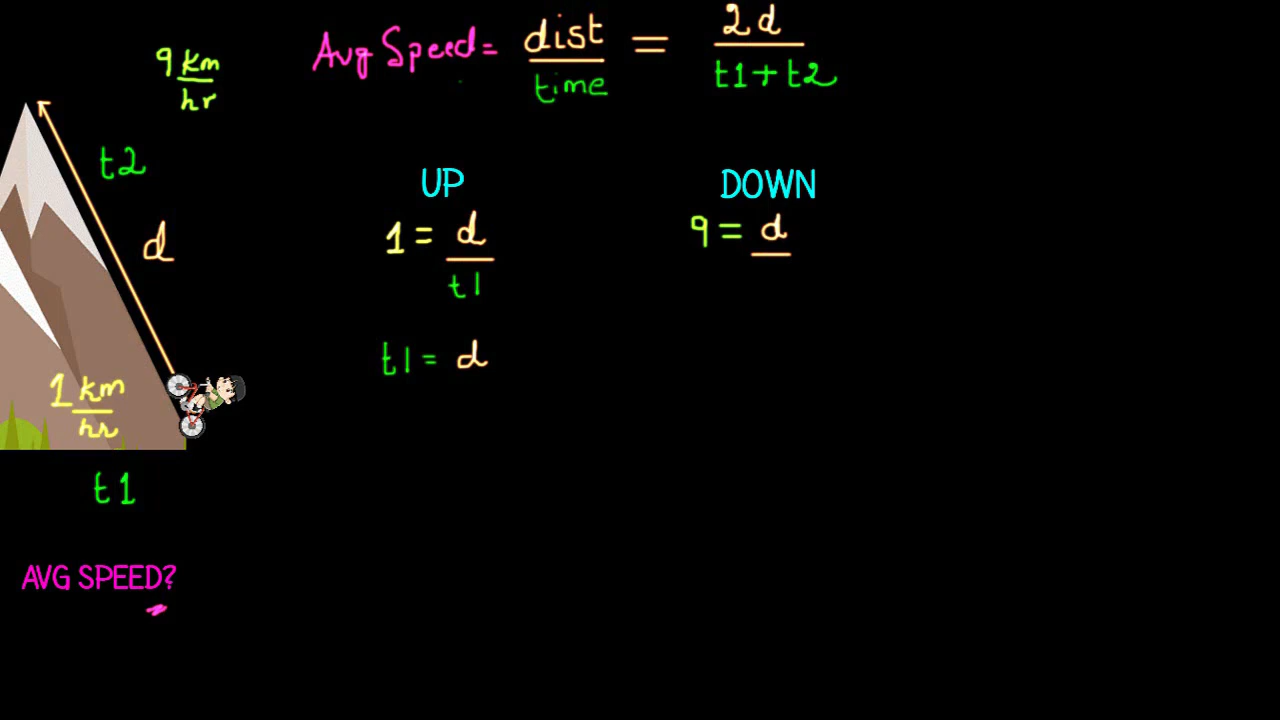 Avg Speed = dist / time = 2d / t1 + t2
9 km / hr
t2
d
1 km / hr
t1
AVG SPEED?
UP
1 = d / t1
t1 = d
DOWN
9 = d